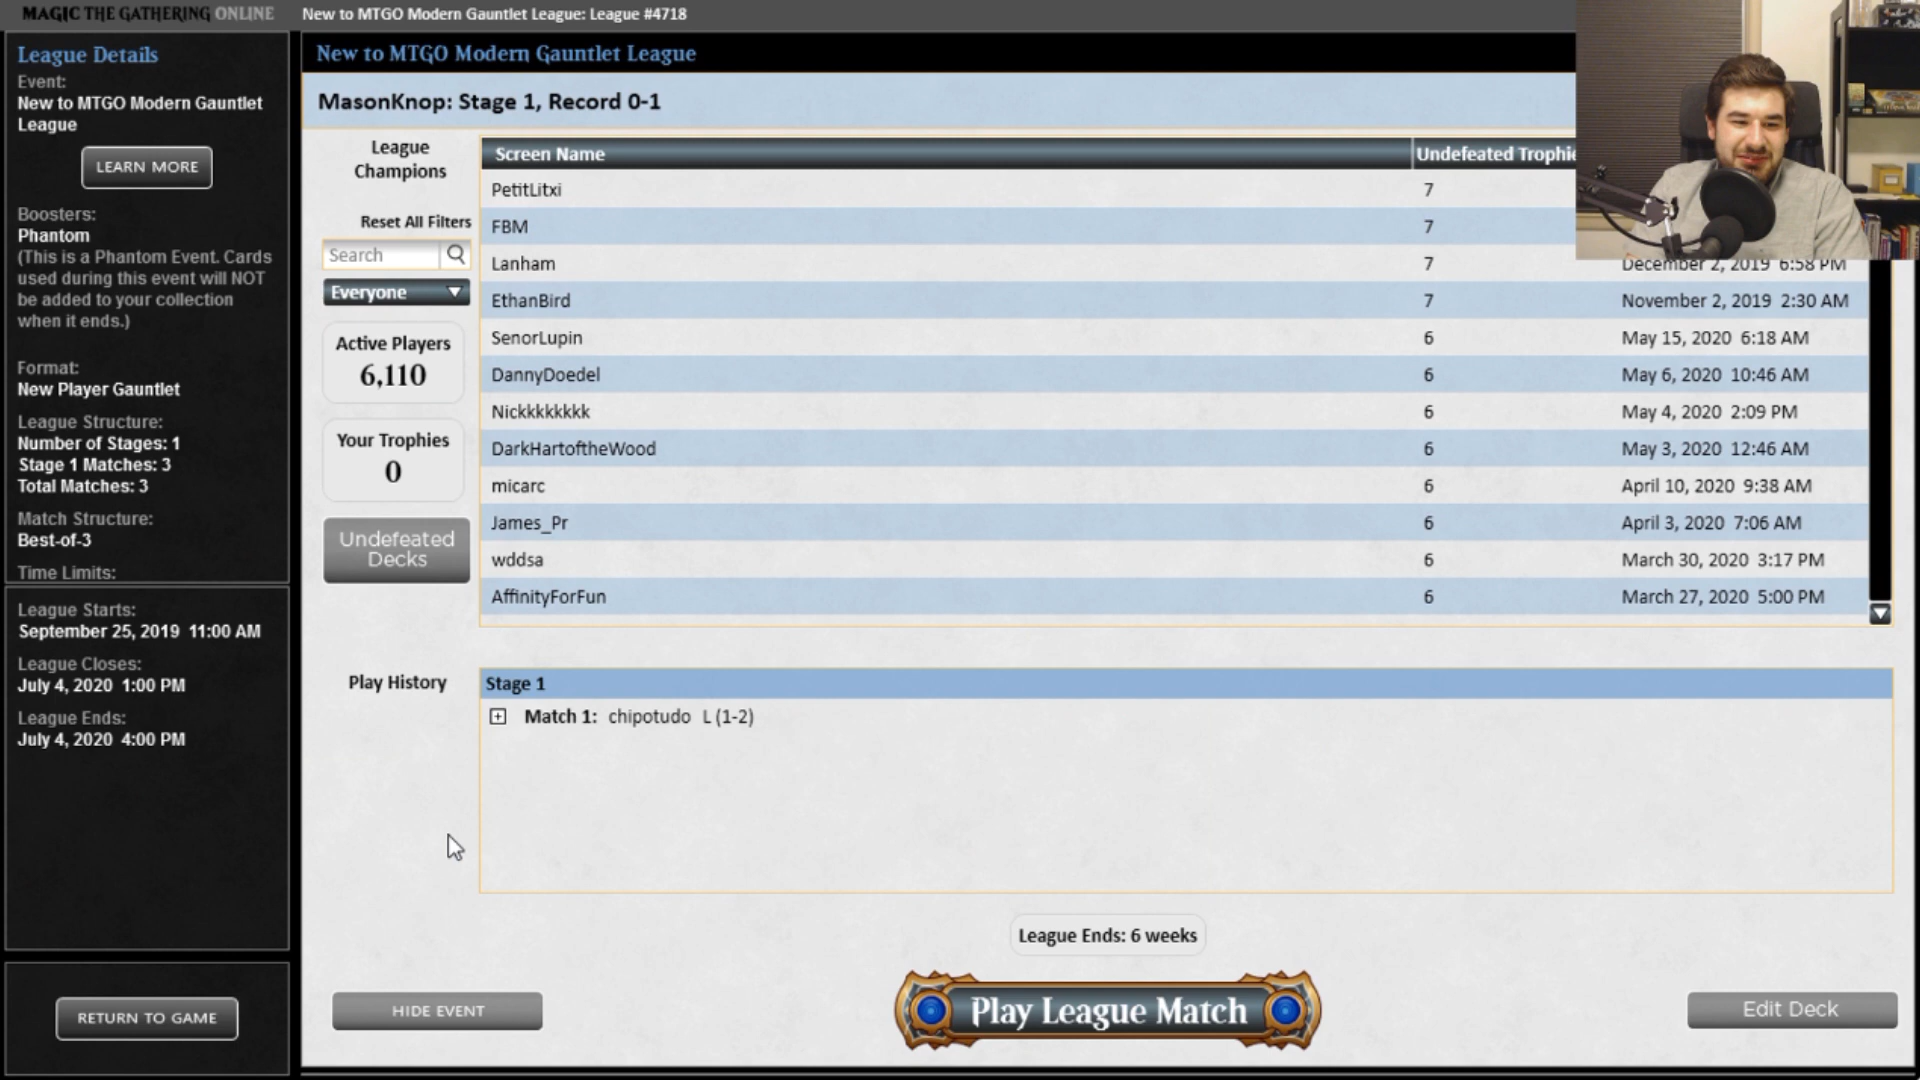 MAGIC THE GATHERING ONLINE
New to MTGO Modern Gauntlet League: League #4718
League Details
Event:
New to MTGO Modern Gauntlet
League
LEARN MORE
Boosters:
Phantom
(This is a Phantom Event. Cards
used during this event will NOT
be added to your collection
when it ends.)
Format:
New Player Gauntlet
League Structure:
Number of Stages: 1
Stage 1 Matches: 3
Total Matches: 3
Match Structure:
Best-of-3
Time Limits:
League Starts:
September 25, 2019 11:00 AM
League Closes:
July 4, 2020 1:00 PM
League Ends:
July 4, 2020 4:00 PM
RETURN TO GAME
New to MTGO Modern Gauntlet League
MasonKnop: Stage 1, Record 0-1
League
Champions
Reset All Filters
Search
Everyone
Active Players
6,110
Your Trophies
0
Undefeated
Decks
Screen Name Undefeated Trophie
PetitLitxi 7
FBM 7
Lanham 7 December 2, 2019 6:58 PM
EthanBird 7 November 2, 2019 2:30 AM
SenorLupin 6 May 15, 2020 6:18 AM
DannyDoedel 6 May 6, 2020 10:46 AM
Nickkkkkkkk 6 May 4, 2020 2:09 PM
DarkHartoftheWood 6 May 3, 2020 12:46 AM
micarc 6 April 10, 2020 9:38 AM
James_Pr 6 April 3, 2020 7:06 AM
wddsa 6 March 30, 2020 3:17 PM
AffinityForFun 6 March 27, 2020 5:00 PM
Play History
Stage 1
Match 1: chipotudo L (1-2)
League Ends: 6 weeks
HIDE EVENT
Play League Match
Edit Deck